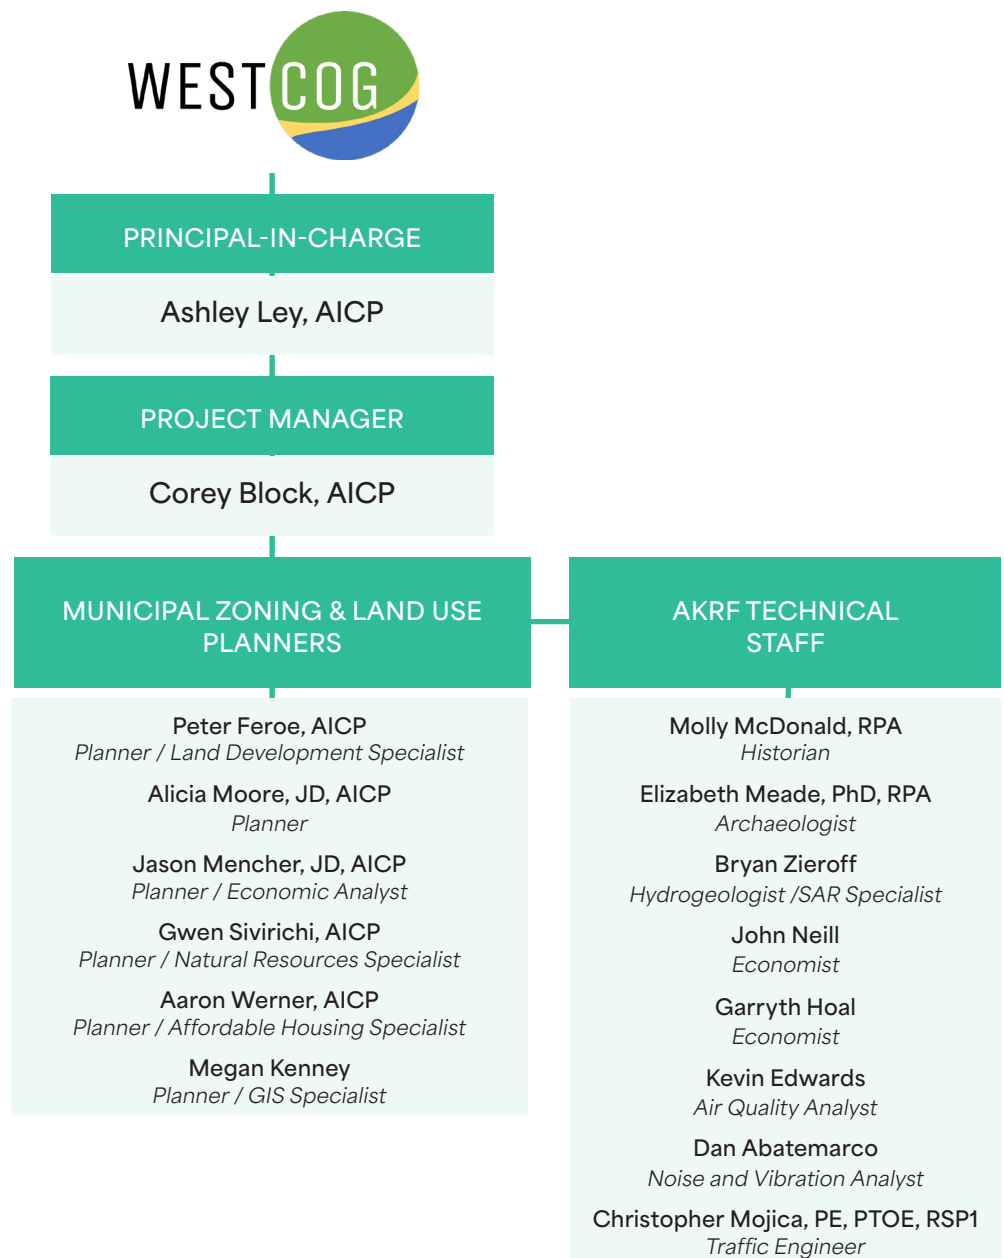 WESTCOG
PRINCIPAL-IN-CHARGE
Ashley Ley, AICP
PROJECT MANAGER
Corey Block, AICP
MUNICIPAL ZONING & LAND USE
PLANNERS
Peter Feroe, AICP
Planner / Land Development Specialist
Alicia Moore, JD, AICP
Planner
Jason Mencher, JD, AICP
Planner / Economic Analyst
Gwen Sivirichi, AICP
Planner / Natural Resources Specialist
Aaron Werner, AICP
Planner / Affordable Housing Specialist
Megan Kenney
Planner / GIS Specialist
AKRF TECHNICAL
STAFF
Molly McDonald, RPA
Historian
Elizabeth Meade, PhD, RPA
Archaeologist
Bryan Zieroff
Hydrogeologist /SAR Specialist
John Neill
Economist
Garryth Hoal
Economist
Kevin Edwards
Air Quality Analyst
Dan Abatemarco
Noise and Vibration Analyst
Christopher Mojica, PE, PTOE, RSP1
Traffic Engineer